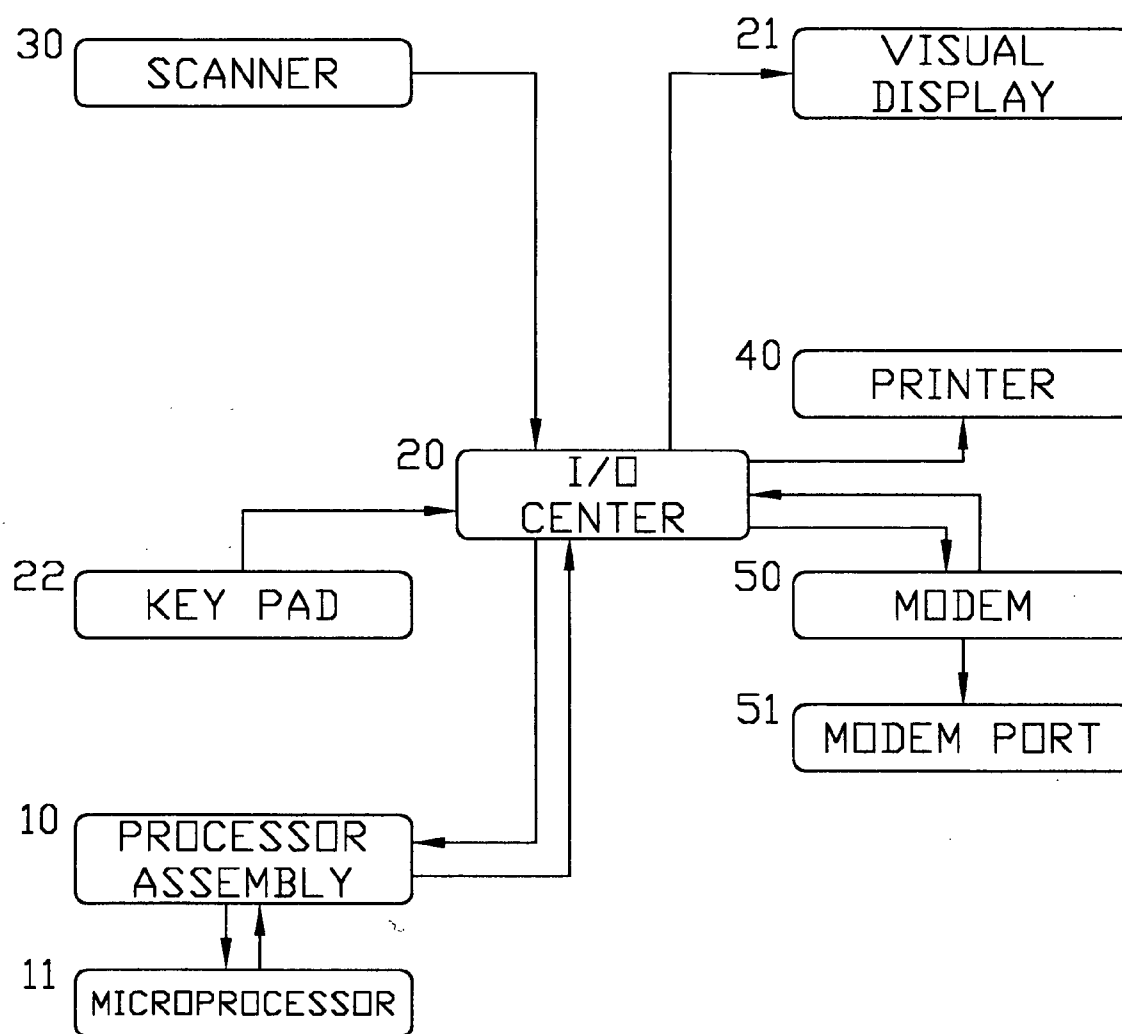 30
SCANNER
21
VISUAL
DISPLAY
40
PRINTER
20
I/O
CENTER
22
KEY PAD
50
MODEM
51
MODEM PORT
10
PROCESSOR
ASSEMBLY
11
MICROPROCESSOR